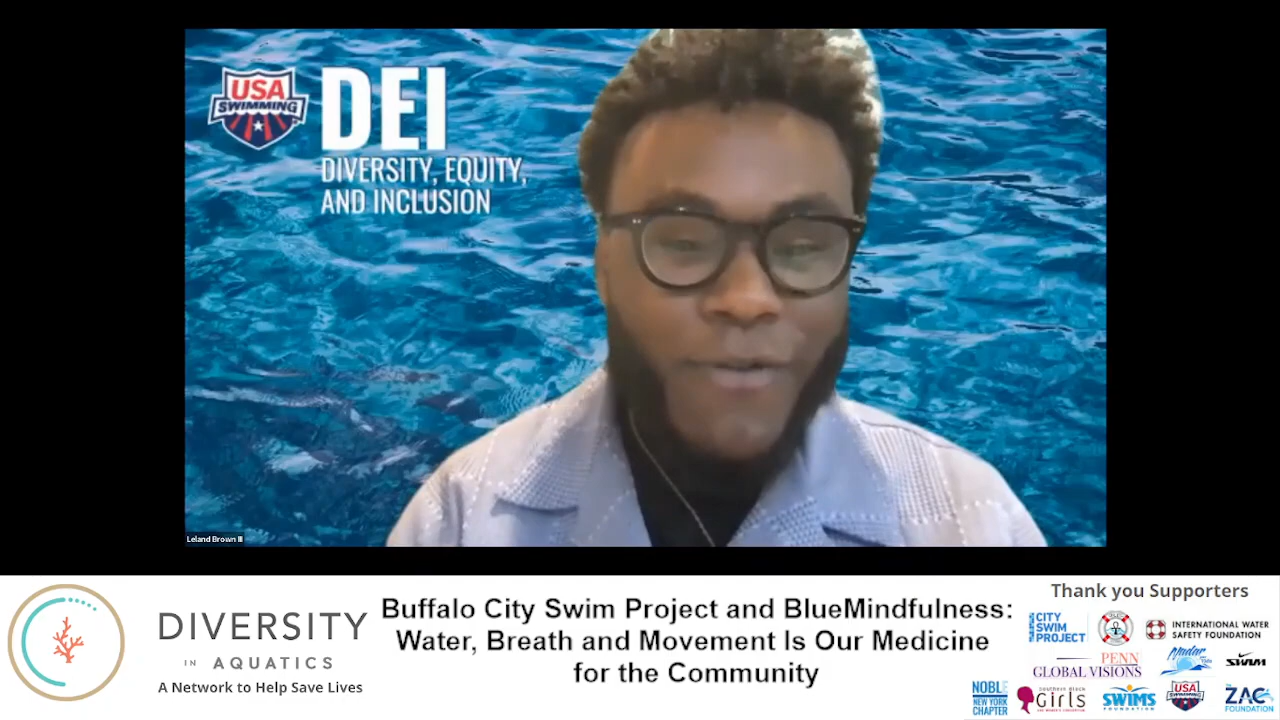 USA
SWIMMING
DEI
DIVERSITY, EQUITY,
AND INCLUSION
Leland Brown III
DIVERSITY
IN AQUATICS
A Network to Help Save Lives
Buffalo City Swim Project and BlueMindfulness:
Water, Breath and Movement Is Our Medicine
for the Community
Thank you Supporters
CITY
SWIM
PROJECT
INTERNATIONAL WATER
SAFETY FOUNDATION
PENN
GLOBAL VISIONS
SWIM
NOBL
NEW YORK
CHAPTER
Southern Black
Girls
SWIMS
FOUNDATION
USA
SWIMMING
ZAC
FOUNDATION